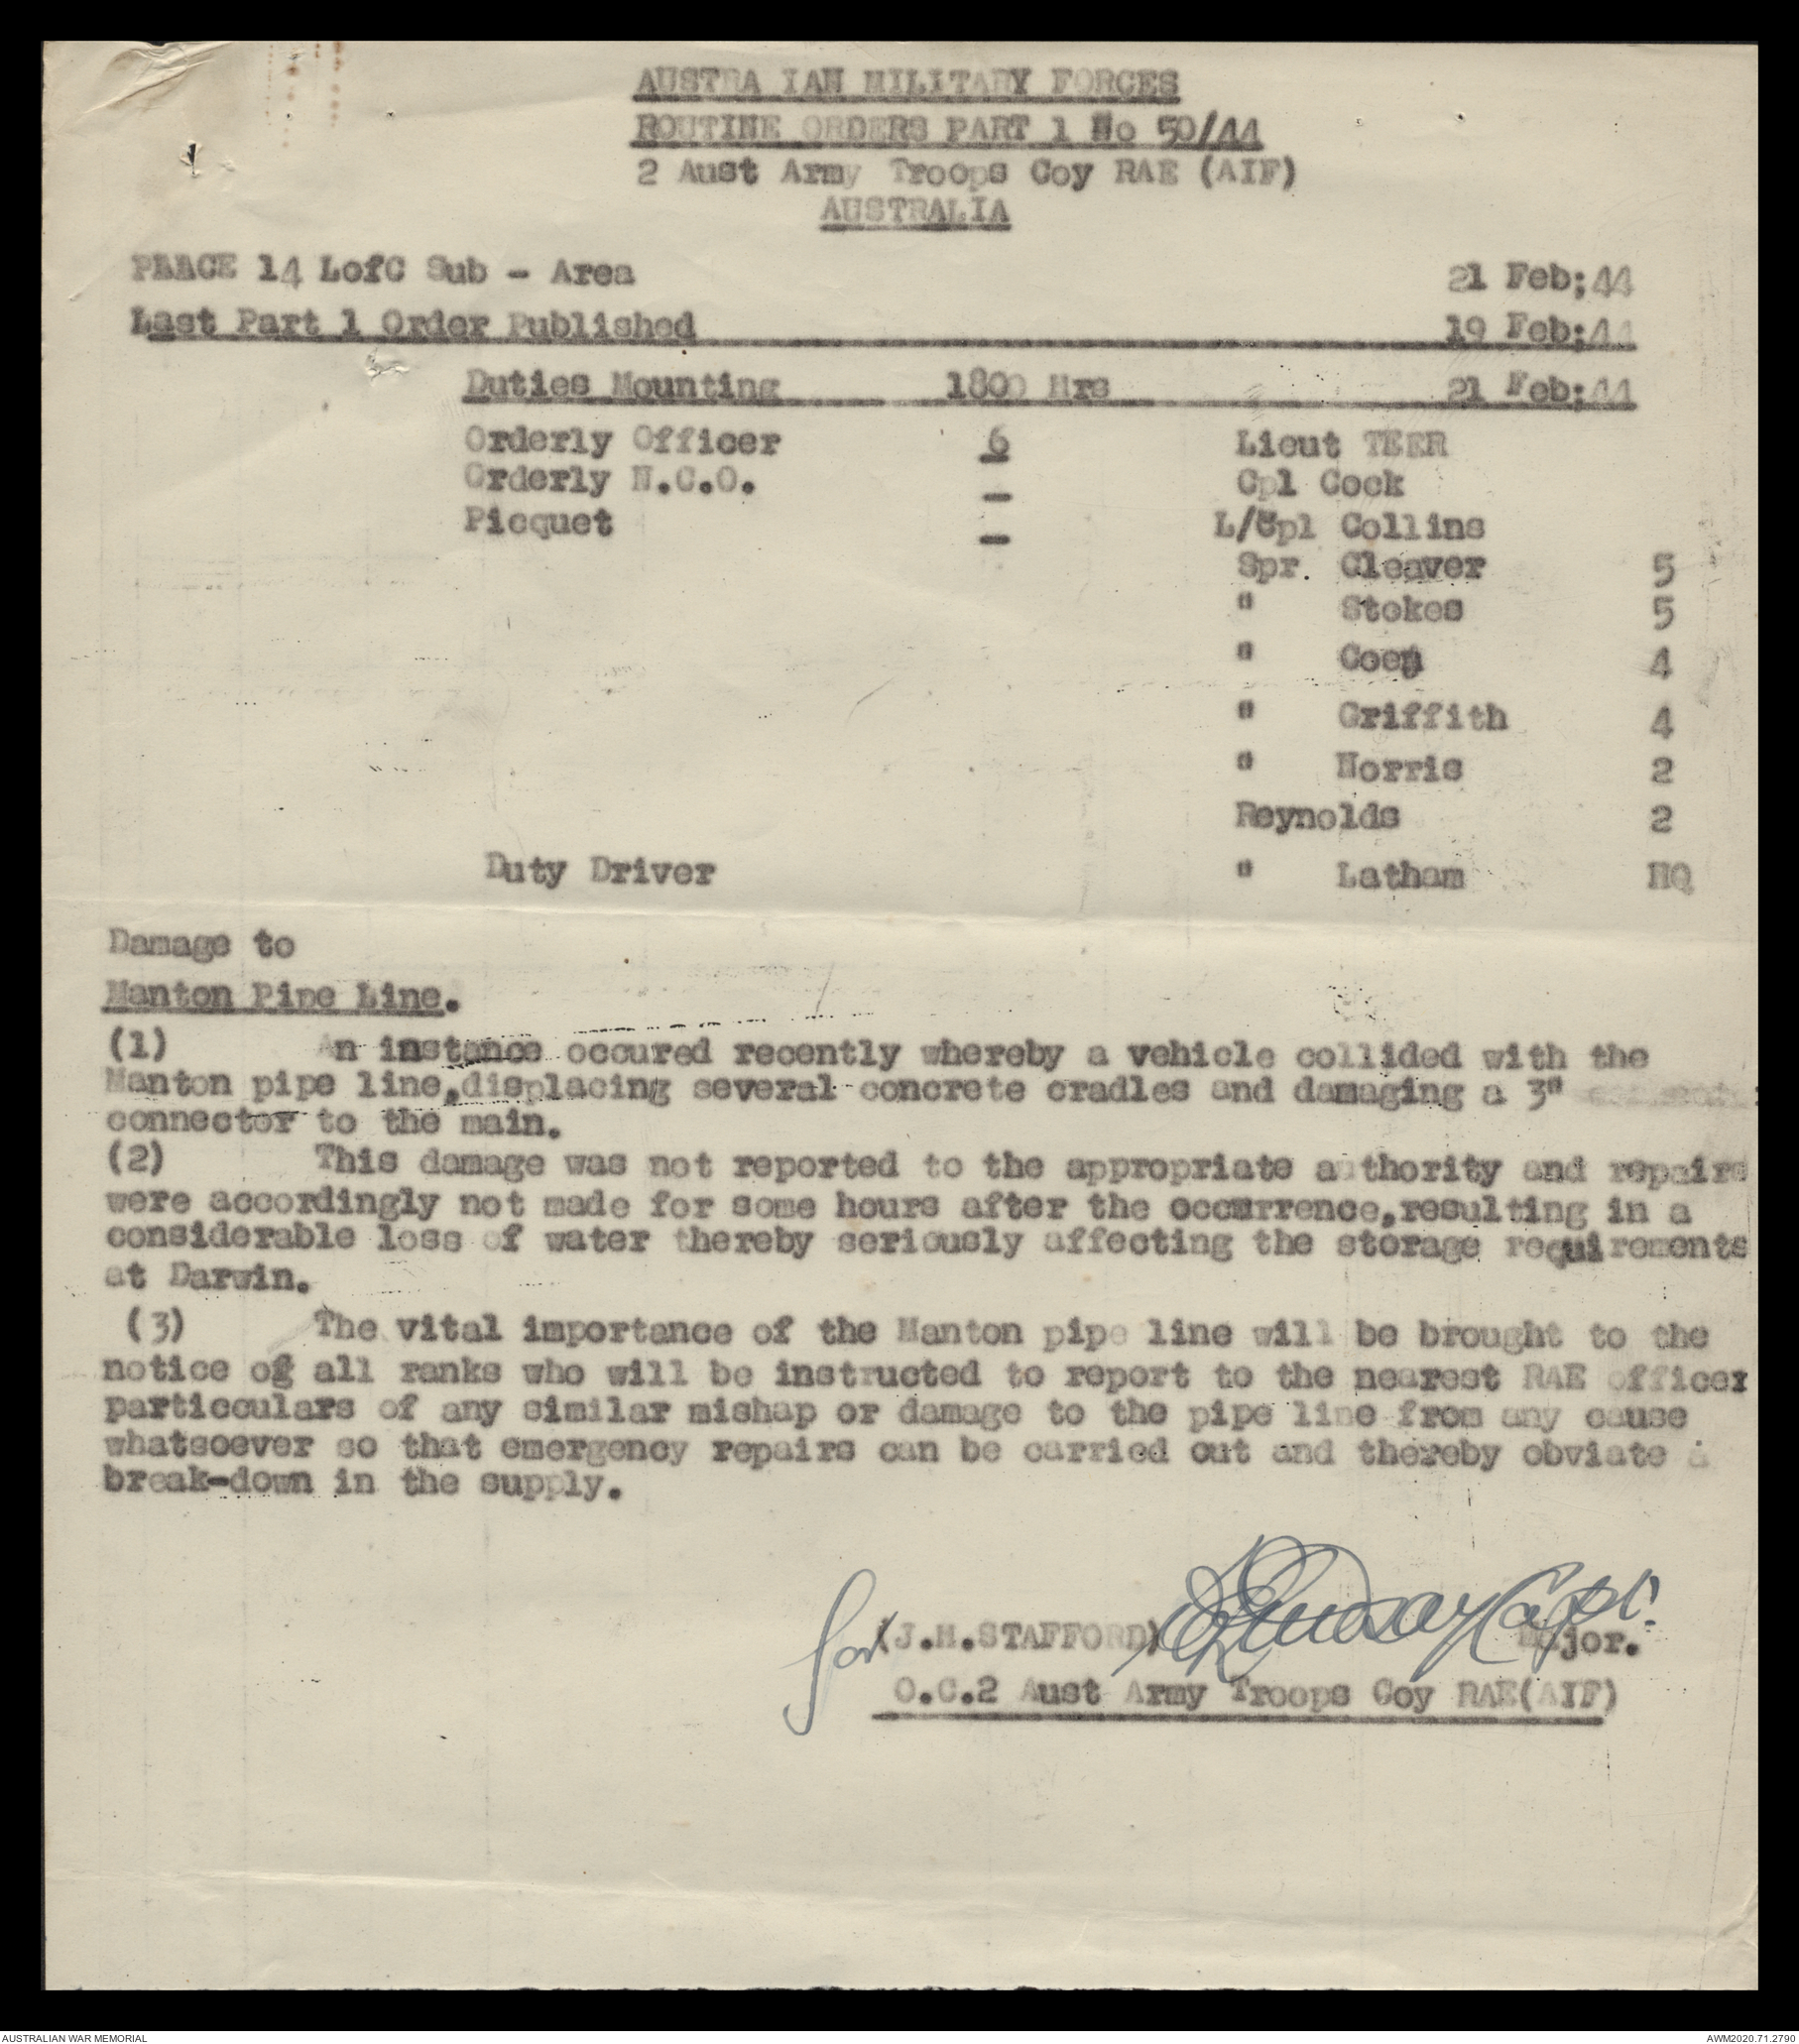 AUSTRA IAN MILITARY FORCES
ROUTINE ORDERS PART 1 No 50/44
2 Aust Army Troops Coy RAE (AIF)
AUSTRALIA
PLACE 14 LofC Sub - Area 21 Feb;44
Last Part 1 Order Published 19 Feb;44
Duties Mounting 1800 Hrs 21 Feb;44
Orderly Officer 6 Lieut TEER
Orderly N.C.O. - Cpl Cock
Picquet - L/Cpl Collins
Spr. Cleaver 5
" Stokes 5
" 4
" Griffith 4
" Norris 2
Reynolds 2
Duty Driver " Latham HQ
Damage to
Manton Pipe Line.
(1) An instance occured recently whereby a vehicle collided with the
Manton pipe line,displacing several concrete cradles and damaging a 3"
connector to the main.
(2) This damage was not reported to the appropriate authority and repairs
were accordingly not made for some hours after the occurrence,resulting in a
considerable loss of water thereby seriously affecting the storage requirements
at Darwin.
(3) The vital importance of the Manton pipe line will be brought to the
notice of all ranks who will be instructed to report to the nearest RAE officer
particculars of any similar mishap or damage to the pipe line from any cause
whatsoever so that emergency repairs can be carried out and thereby obviate a
break-down in the supply.
for (J.H.STAFFORD) Lindsay Capt. Major.
O.C.2 Aust Army Troops Coy RAE(AIF)
AUSTRALIAN WAR MEMORIAL AWM2020.71.2790